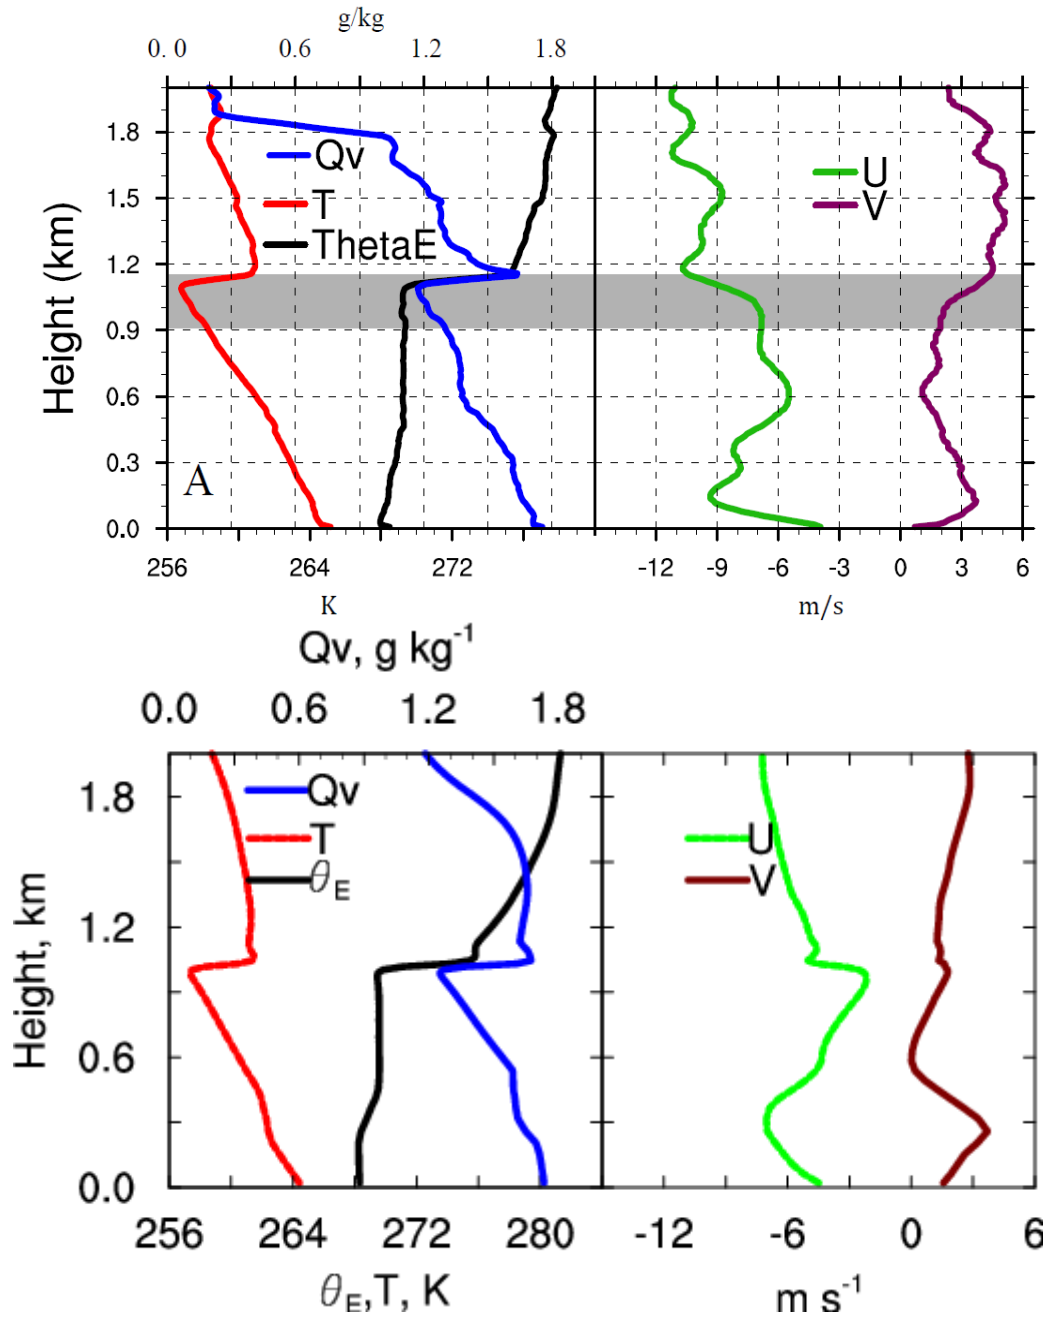 g/kg
0.0 0.6 1.2 1.8
Height (km)
1.8
1.5
1.2
0.9
0.6
0.3
0.0
Qv
T
ThetaE
A
U
V
256 264 272
K
-12 -9 -6 -3 0 3 6
m/s
Qv, g kg-1
0.0 0.6 1.2 1.8
Height, km
1.8
1.2
0.6
0.0
Qv
T
θE
U
V
256 264 272 280
θE,T, K
-12 -6 0 6
m s-1